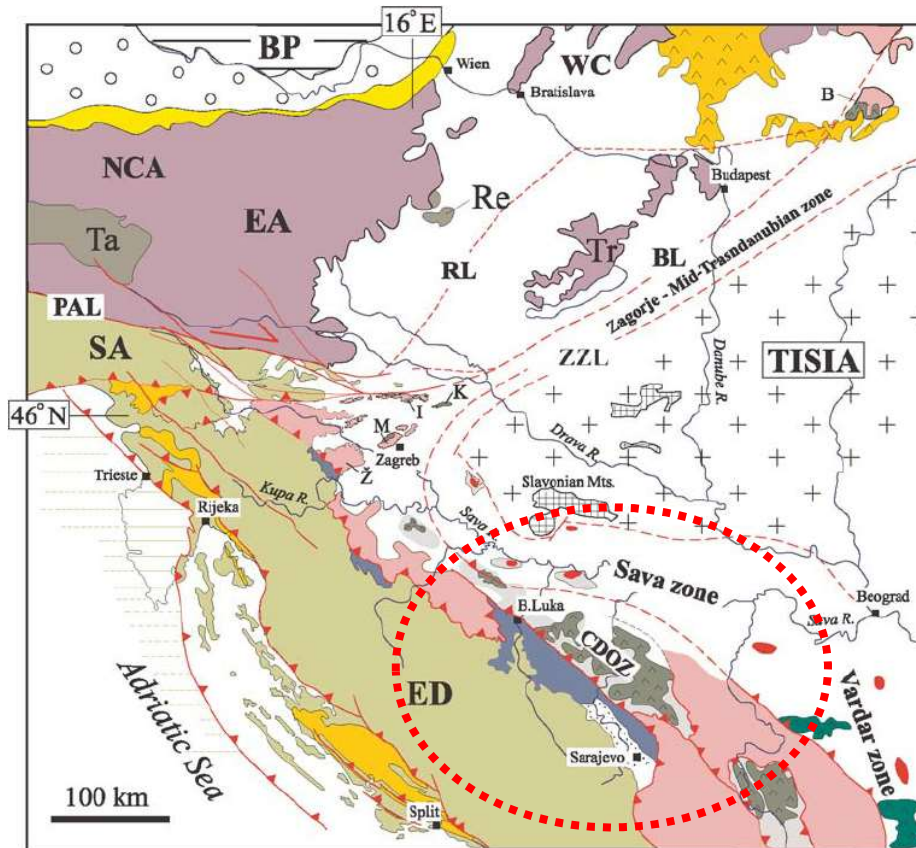 16°E
BP
Wien
WC
Bratislava
B
NCA
Budapest
EA
Re
Ta
Tr
RL
BL
Zagorje - Mid-Trasndanubian zone
PAL
SA
ZZL
TISIA
Danube R.
K
46°N
I
M
Drava R.
Zagreb
Trieste
Ž
Kupa R.
Slavonian Mts.
Rijeka
Sava
Sava zone
Beograd
B.Luka
Sava R.
CDOZ
Adriatic Sea
ED
Vardar zone
Sarajevo
100 km
Split